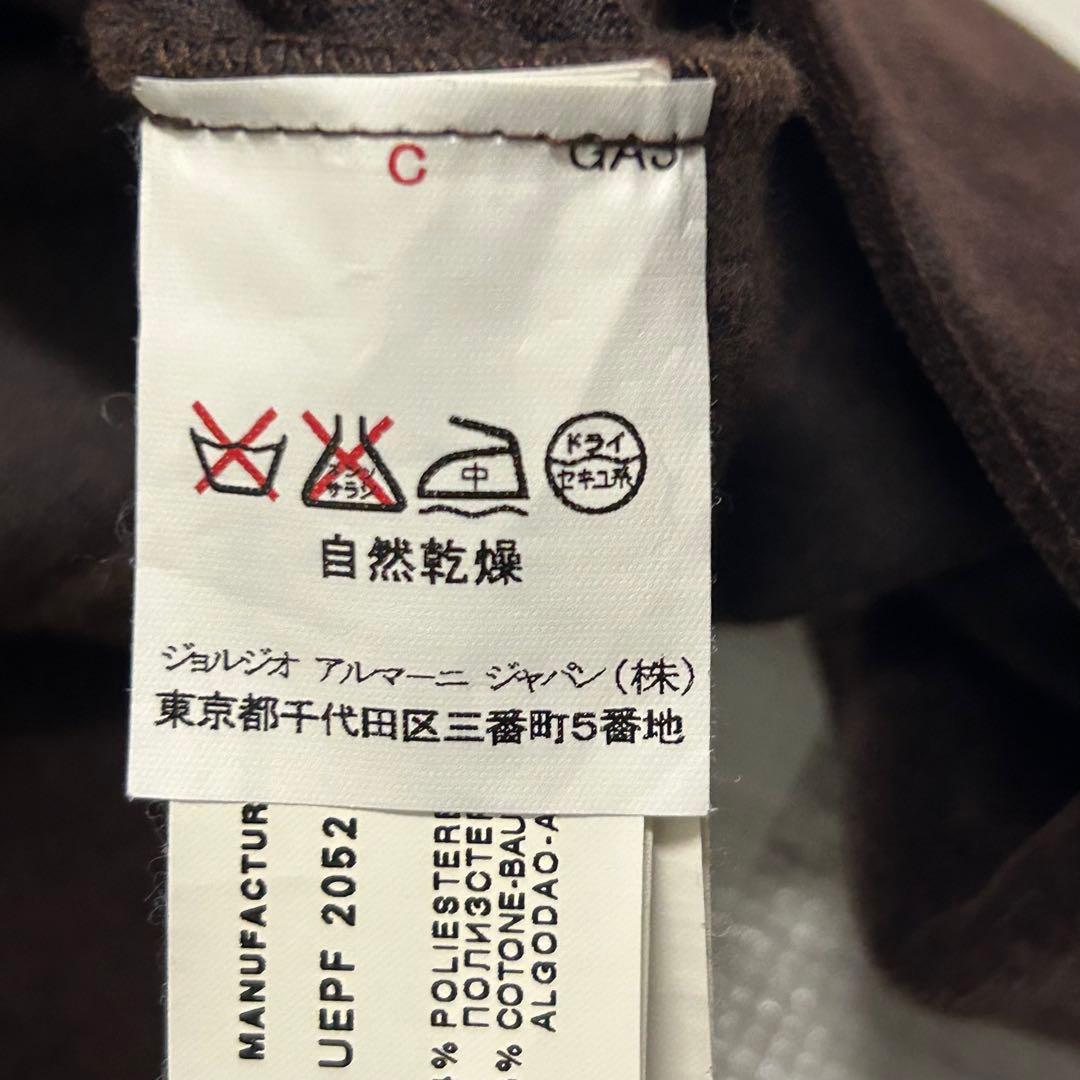 C GAJ
エンソ
サラシ
中
ドライ
セキユ系
自然乾燥
ジョルジオ アルマーニ ジャパン(株)
東京都千代田区三番町5番地
MANUFACTUR
UEPF 2052
% POLIESTERE
ПОЛИЭСТЕР
% COTONE-BAU
ALGODAO-A